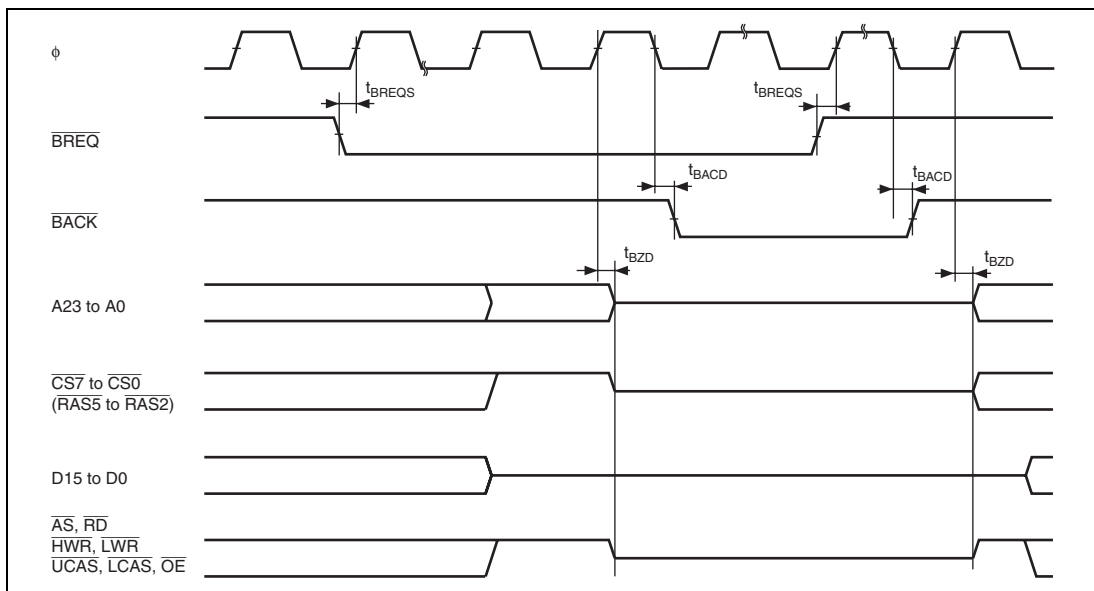 φ
tBREQS
tBREQS
BREQ
tBACD
tBACD
BACK
tBZD
tBZD
A23 to A0
CS7 to CS0
(RAS5 to RAS2)
D15 to D0
AS, RD
HWR, LWR
UCAS, LCAS, OE